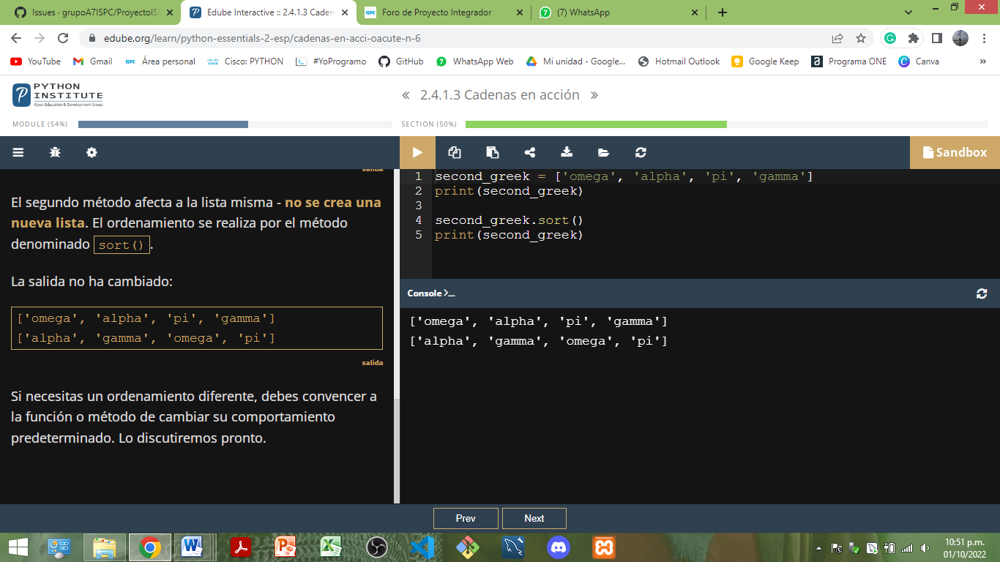 Issues · grupoA7ISPC/ProyectoISP
Edube Interactive :: 2.4.1.3 Caden
Foro de Proyecto Integrador
(7) WhatsApp
edube.org/learn/python-essentials-2-esp/cadenas-en-acci-oacute-n-6
YouTube
Gmail
ISPC Área personal
Cisco: PYTHON
#YoProgramo
GitHub
WhatsApp Web
Mi unidad - Google...
Hotmail Outlook
Google Keep
Programa ONE
Canva
»
PYTHON
INSTITUTE
Open Education & Development Group
« 2.4.1.3 Cadenas en acción »
MODULE (54%)
SECTION (50%)
Sandbox
salida
El segundo método afecta a la lista misma - no se crea una
nueva lista. El ordenamiento se realiza por el método
denominado sort().
La salida no ha cambiado:
['omega', 'alpha', 'pi', 'gamma']
['alpha', 'gamma', 'omega', 'pi']
salida
Si necesitas un ordenamiento diferente, debes convencer a
la función o método de cambiar su comportamiento
predeterminado. Lo discutiremos pronto.
1 second_greek = ['omega', 'alpha', 'pi', 'gamma']
2 print(second_greek)
3
4 second_greek.sort()
5 print(second_greek)
Console >_
['omega', 'alpha', 'pi', 'gamma']
['alpha', 'gamma', 'omega', 'pi']
Prev
Next
10:51 p.m.
01/10/2022